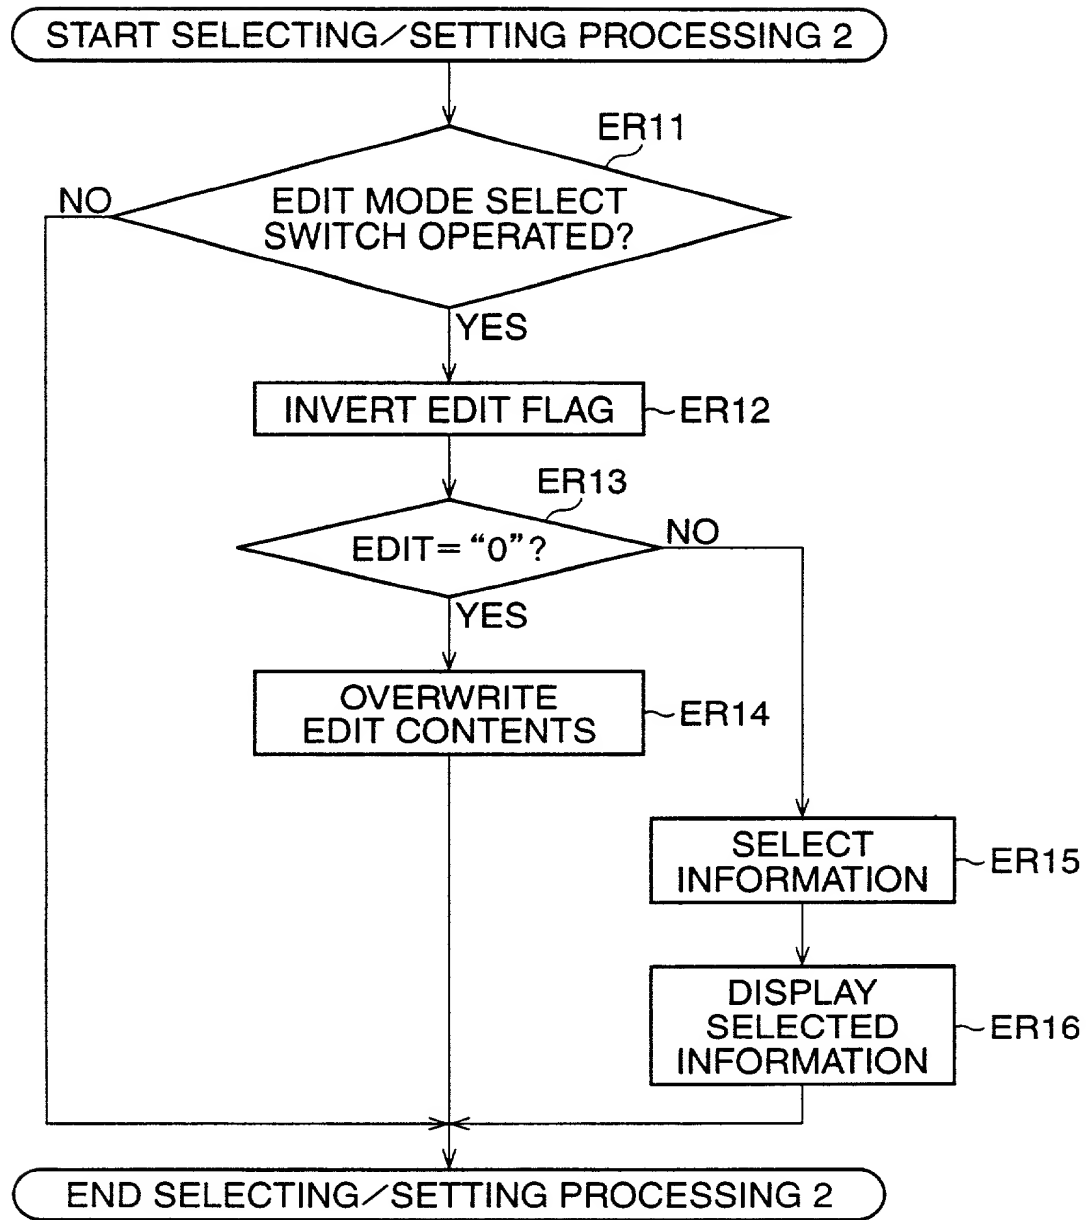 START SELECTING/SETTING PROCESSING 2
ER11
NO
EDIT MODE SELECT
SWITCH OPERATED?
YES
INVERT EDIT FLAG
ER12
ER13
EDIT= “0”?
NO
YES
OVERWRITE
EDIT CONTENTS
ER14
SELECT
INFORMATION
ER15
DISPLAY
SELECTED
INFORMATION
ER16
END SELECTING/SETTING PROCESSING 2